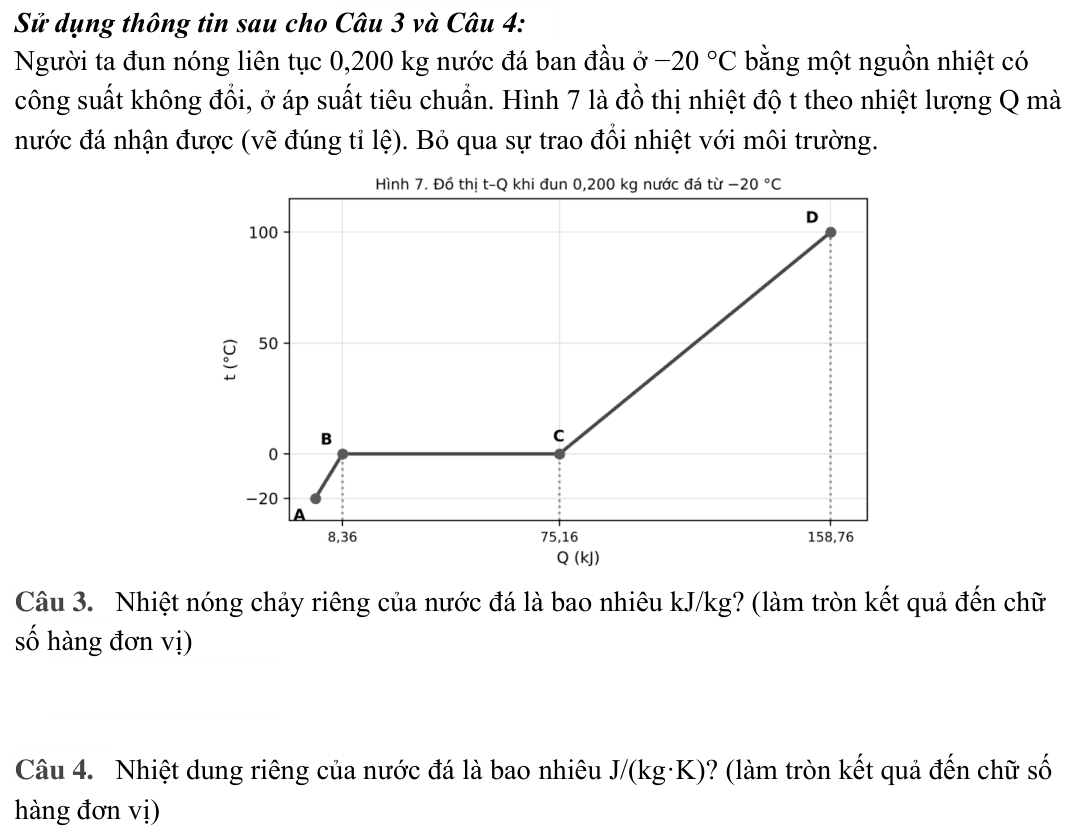 Sử dụng thông tin sau cho Câu 3 và Câu 4:
Người ta đun nóng liên tục 0,200 kg nước đá ban đầu ở −20 °C bằng một nguồn nhiệt có
công suất không đổi, ở áp suất tiêu chuẩn. Hình 7 là đồ thị nhiệt độ t theo nhiệt lượng Q mà
nước đá nhận được (vẽ đúng tỉ lệ). Bỏ qua sự trao đổi nhiệt với môi trường.
Hình 7. Đồ thị t-Q khi đun 0,200 kg nước đá từ −20 °C
D
100
50
t (°C)
B
C
0
−20
A
8,36
75,16
158,76
Q (kJ)
Câu 3. Nhiệt nóng chảy riêng của nước đá là bao nhiêu kJ/kg? (làm tròn kết quả đến chữ
số hàng đơn vị)
Câu 4. Nhiệt dung riêng của nước đá là bao nhiêu J/(kg·K)? (làm tròn kết quả đến chữ số
hàng đơn vị)